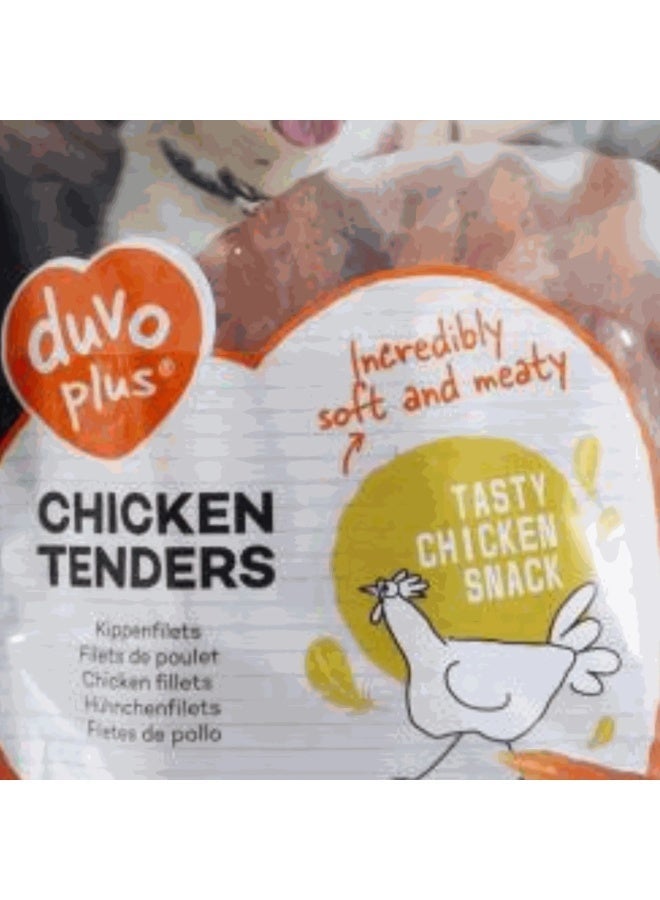 duvo
plus®
Incredibly
soft and meaty
CHICKEN
TENDERS
TASTY
CHICKEN
SNACK
Kippenfilets
Filets de poulet
Chicken fillets
Hühnchenfilets
Filetes de pollo